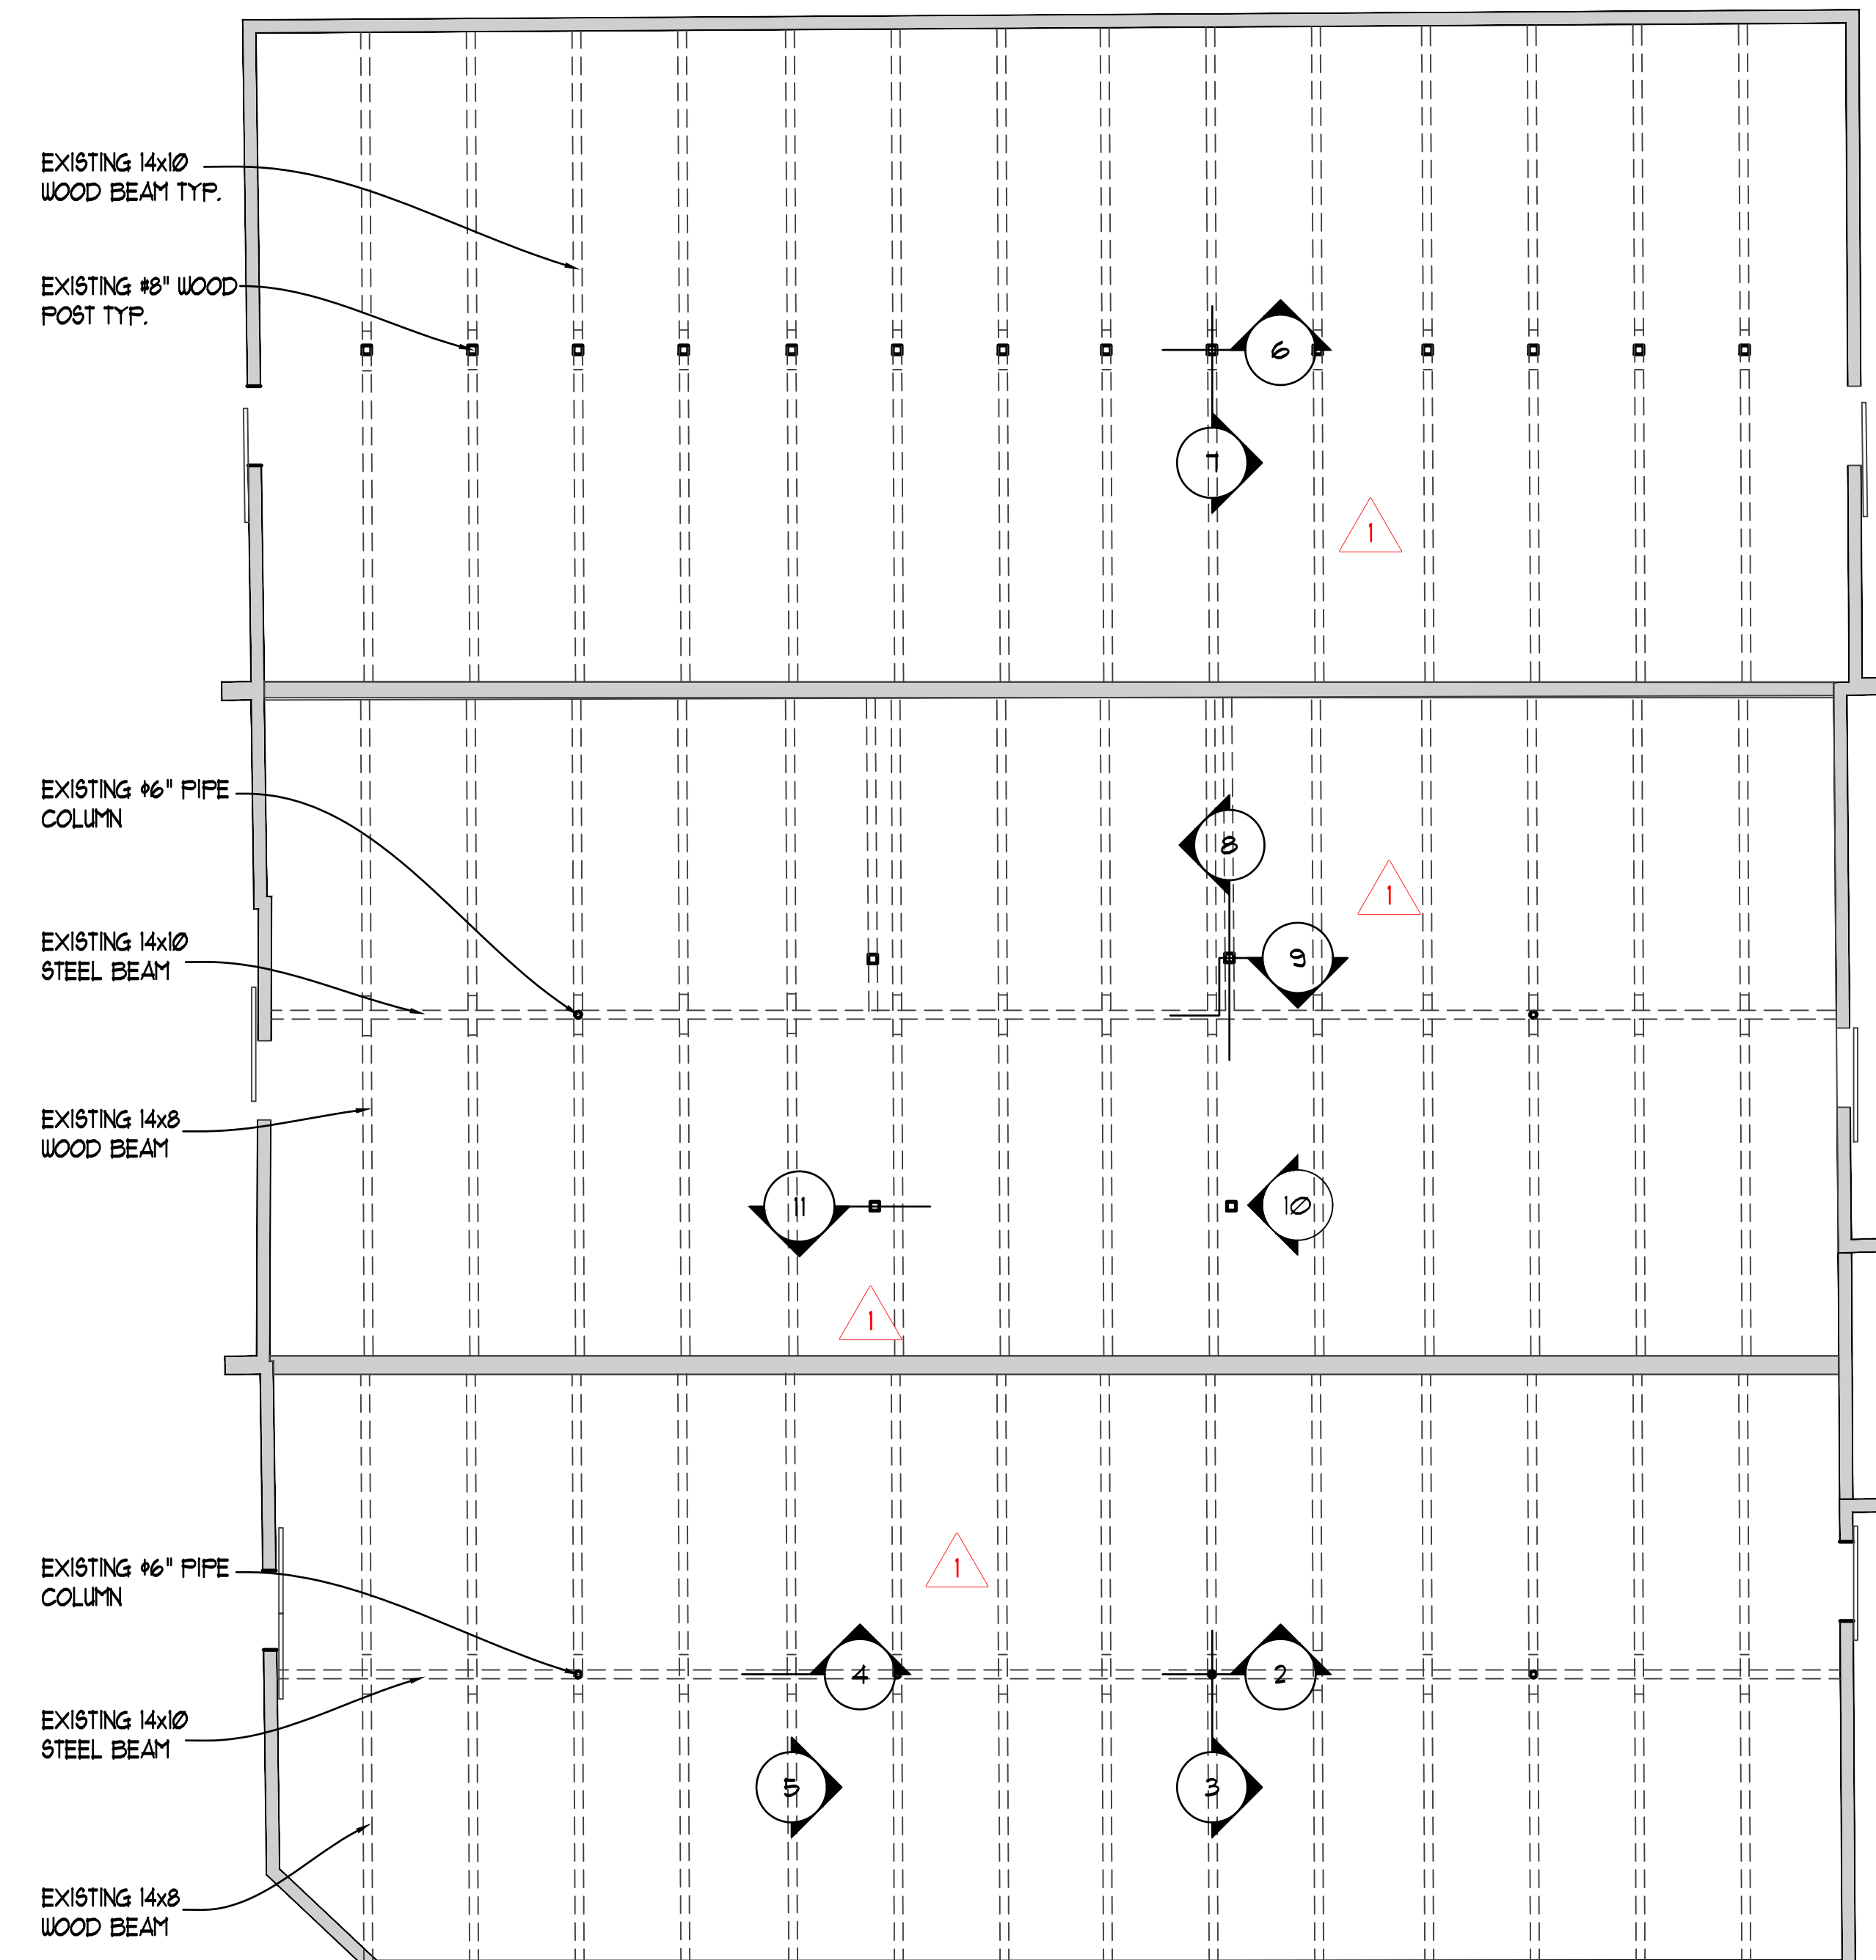 EXISTING 14x10
WOOD BEAM TYP.
EXISTING #8" WOOD
POST TYP.
6
7
1
EXISTING ϕ6" PIPE
COLUMN
8
1
EXISTING 14x10
STEEL BEAM
9
EXISTING 14x8
WOOD BEAM
11
10
1
EXISTING ϕ6" PIPE
COLUMN
1
4
2
EXISTING 14x10
STEEL BEAM
5
3
EXISTING 14x8
WOOD BEAM